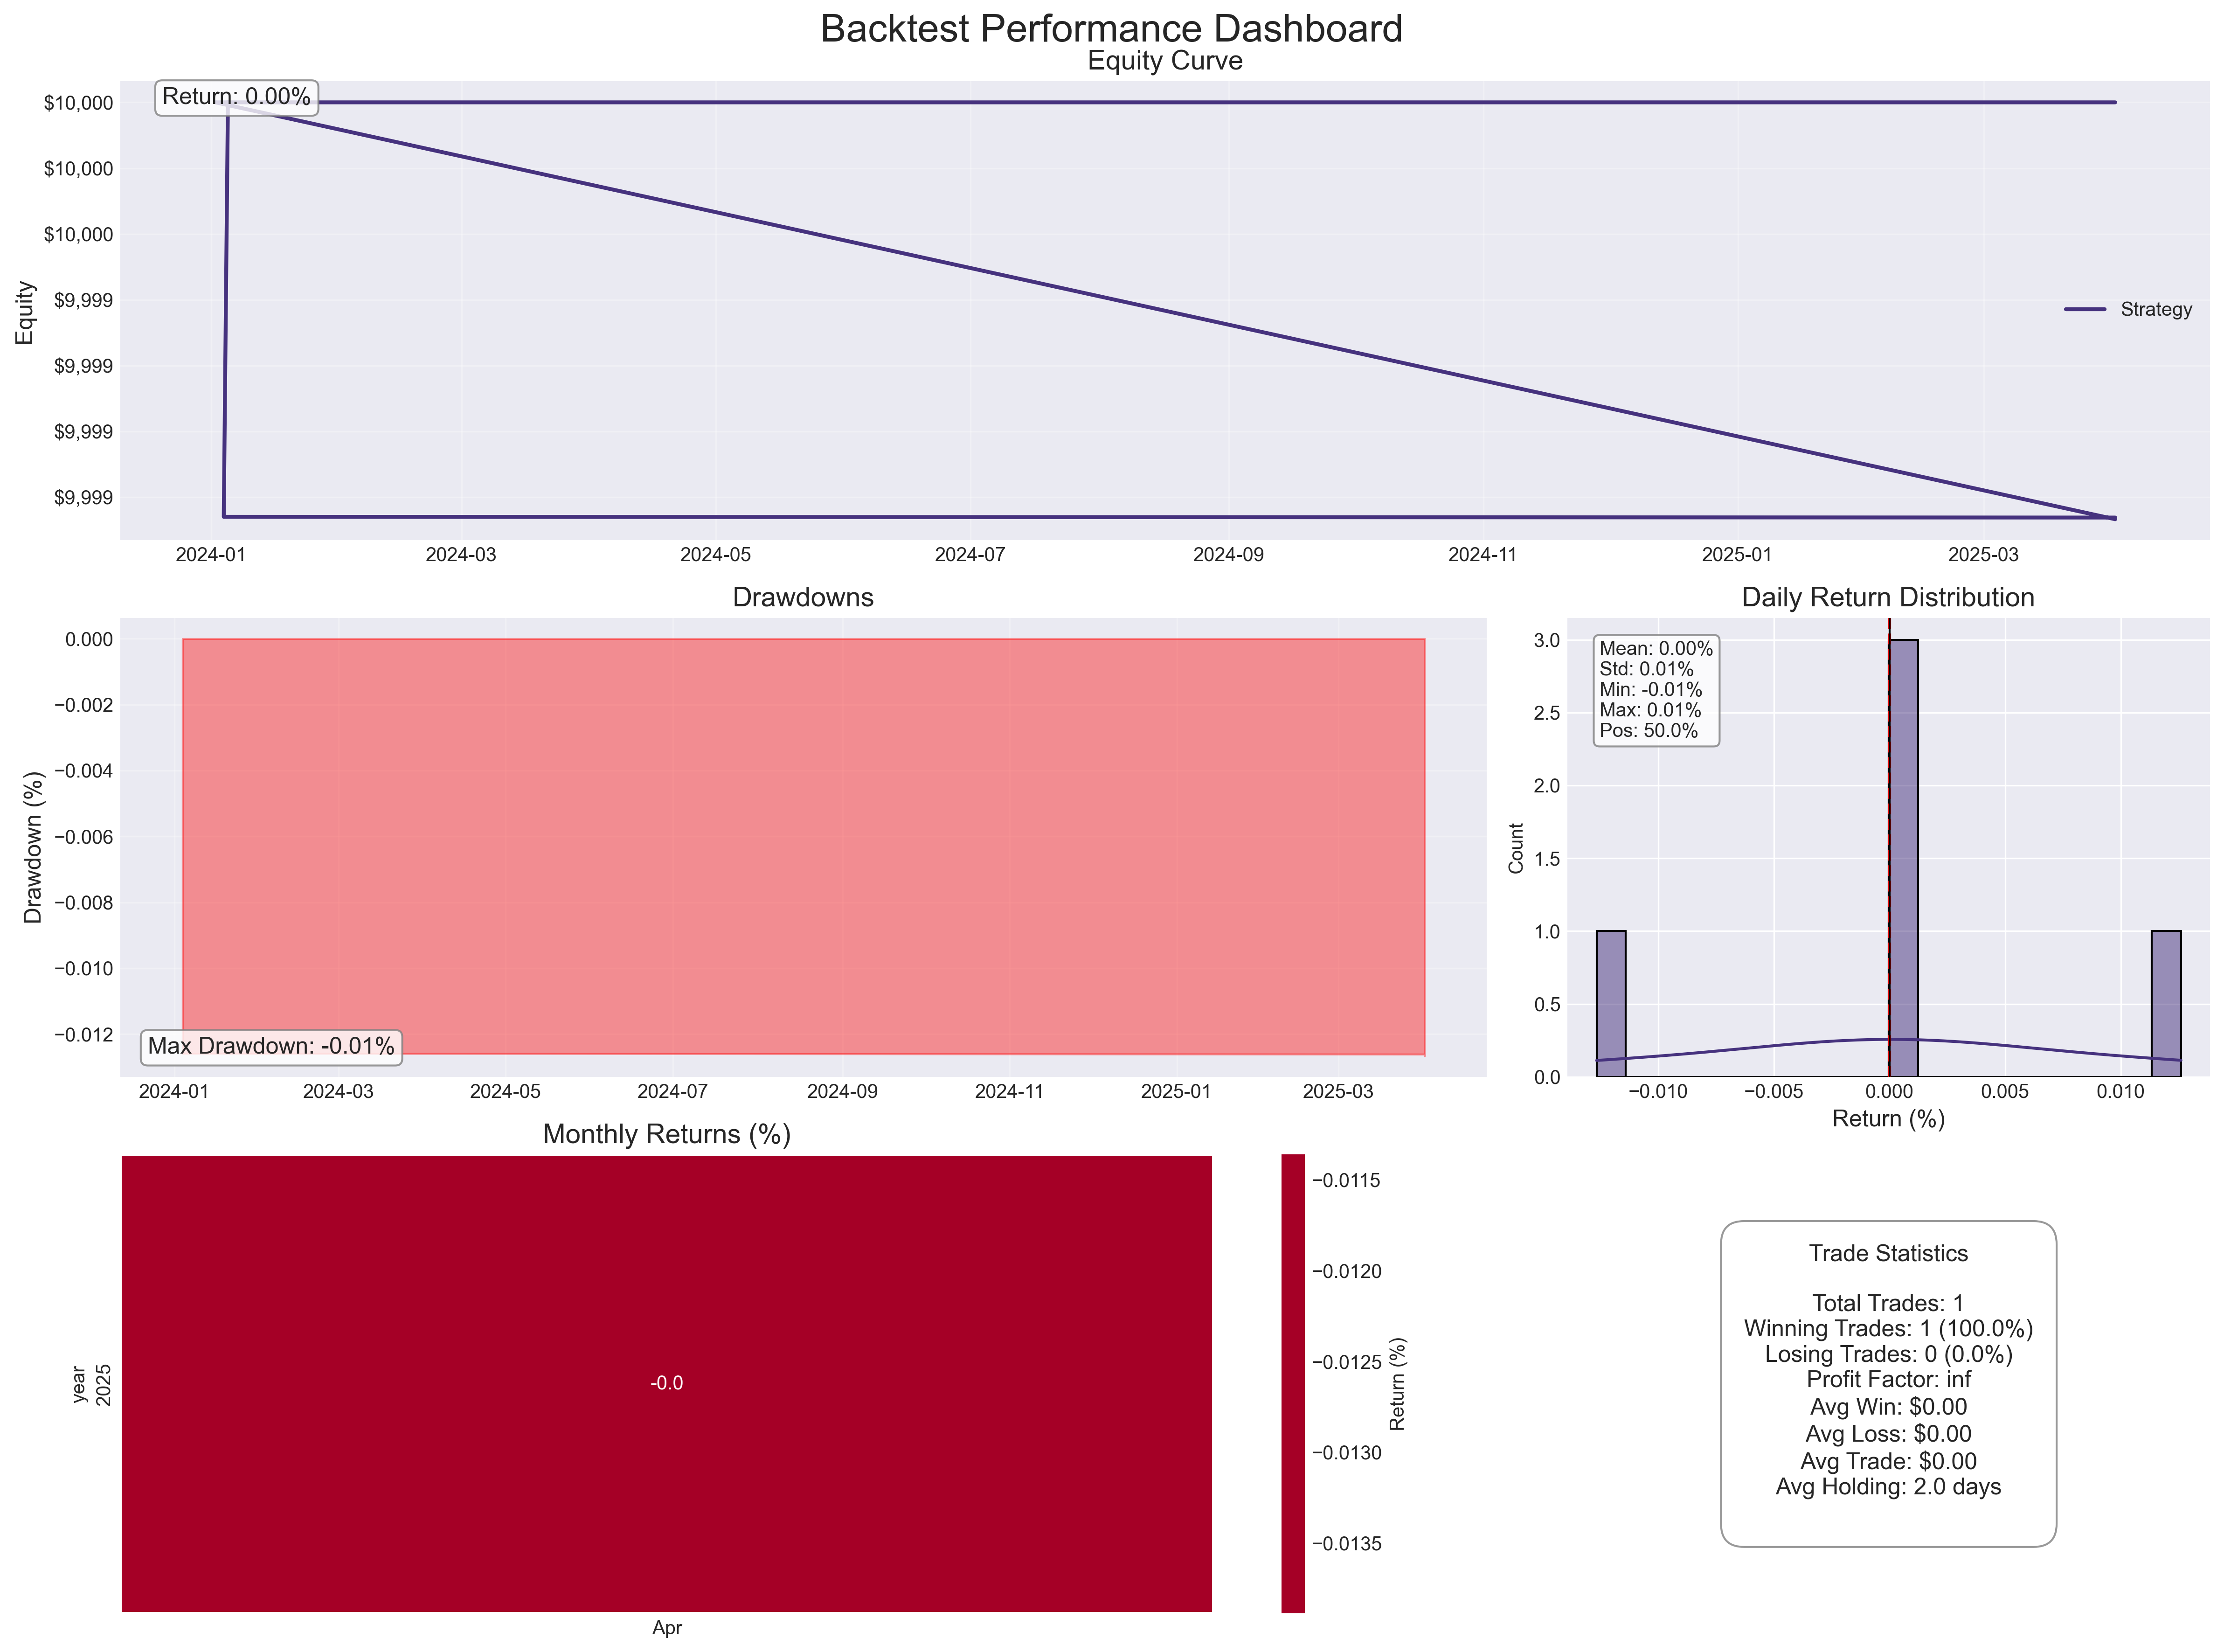 Backtest Performance Dashboard
Equity Curve
Return: 0.00%
$10,000
$10,000
$10,000
$9,999
$9,999
$9,999
$9,999
Equity
Strategy
2024-01 2024-03 2024-05 2024-07 2024-09 2024-11 2025-01 2025-03
Drawdowns
0.000
−0.002
−0.004
−0.006
−0.008
−0.010
−0.012
Drawdown (%)
Max Drawdown: -0.01%
2024-01 2024-03 2024-05 2024-07 2024-09 2024-11 2025-01 2025-03
Daily Return Distribution
Mean: 0.00%
Std: 0.01%
Min: -0.01%
Max: 0.01%
Pos: 50.0%
3.0
2.5
2.0
1.5
1.0
0.5
0.0
Count
−0.010 −0.005 0.000 0.005 0.010
Return (%)
Monthly Returns (%)
year
2025
-0.0
Apr
−0.0115
−0.0120
−0.0125
−0.0130
−0.0135
Return (%)
Trade Statistics
Total Trades: 1
Winning Trades: 1 (100.0%)
Losing Trades: 0 (0.0%)
Profit Factor: inf
Avg Win: $0.00
Avg Loss: $0.00
Avg Trade: $0.00
Avg Holding: 2.0 days